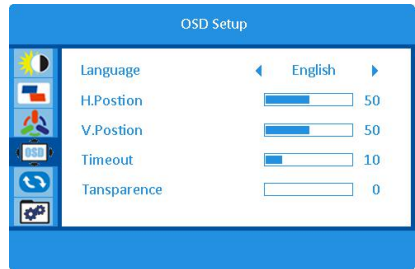 OSD Setup
Language English
H.Postion 50
V.Postion 50
Timeout 10
OSD
Tansparence 0